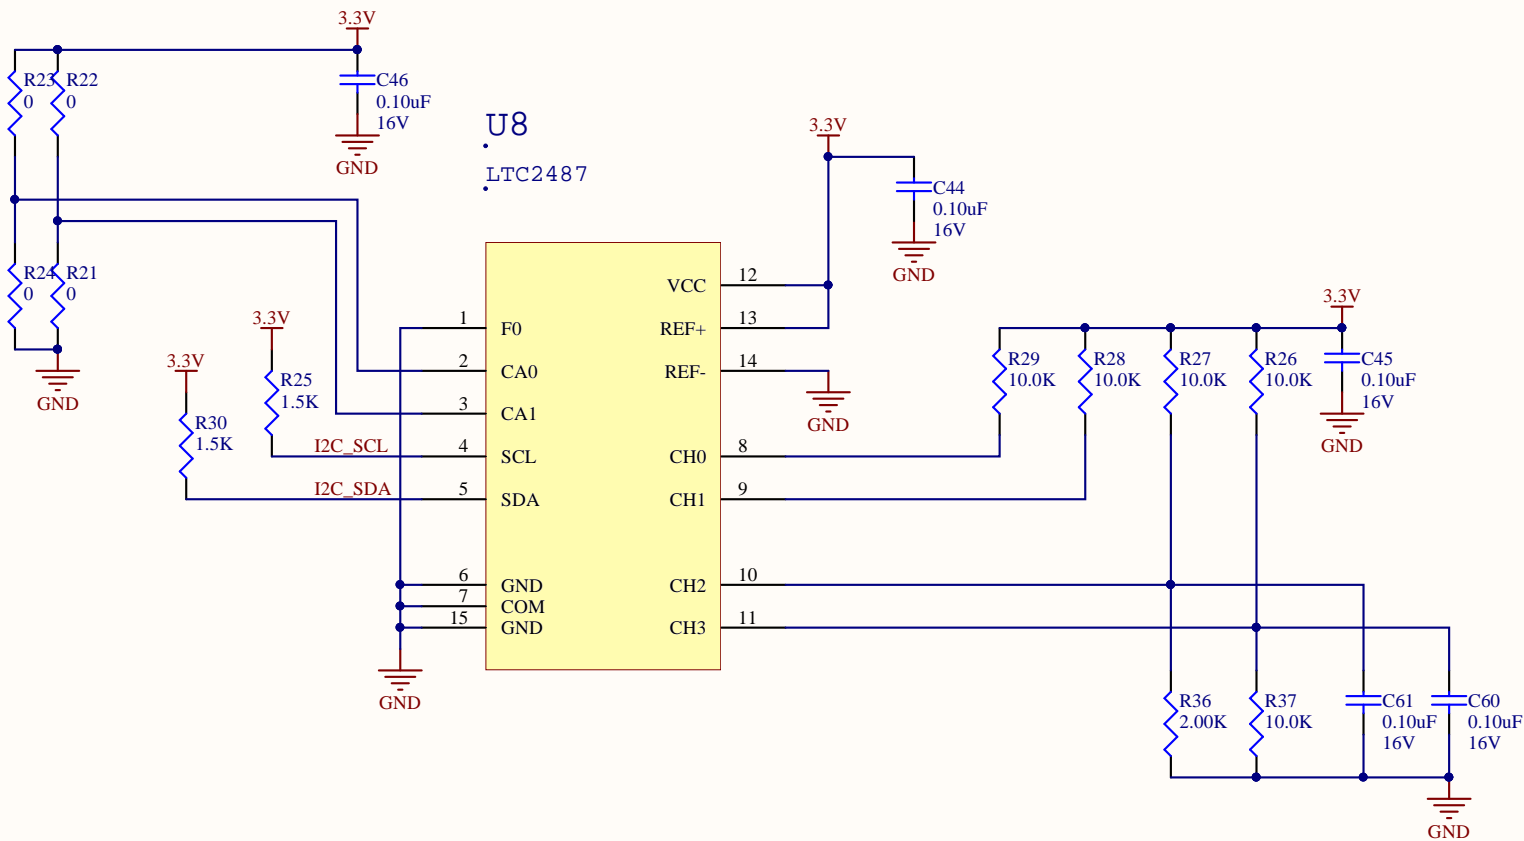 3.3V
R23
0
R22
0
C46
0.10uF
16V
GND
U8
LTC2487
3.3V
C44
0.10uF
16V
GND
R24
0
R21
0
GND
3.3V
R25
1.5K
3.3V
R30
1.5K
I2C_SCL
I2C_SDA
1 F0
2 CA0
3 CA1
4 SCL
5 SDA
6 GND
7 COM
15 GND
GND
VCC 12
REF+ 13
REF- 14
GND
CH0 8
CH1 9
CH2 10
CH3 11
3.3V
R29
10.0K
R28
10.0K
R27
10.0K
R26
10.0K
C45
0.10uF
16V
GND
R36
2.00K
R37
10.0K
C61
0.10uF
16V
C60
0.10uF
16V
GND